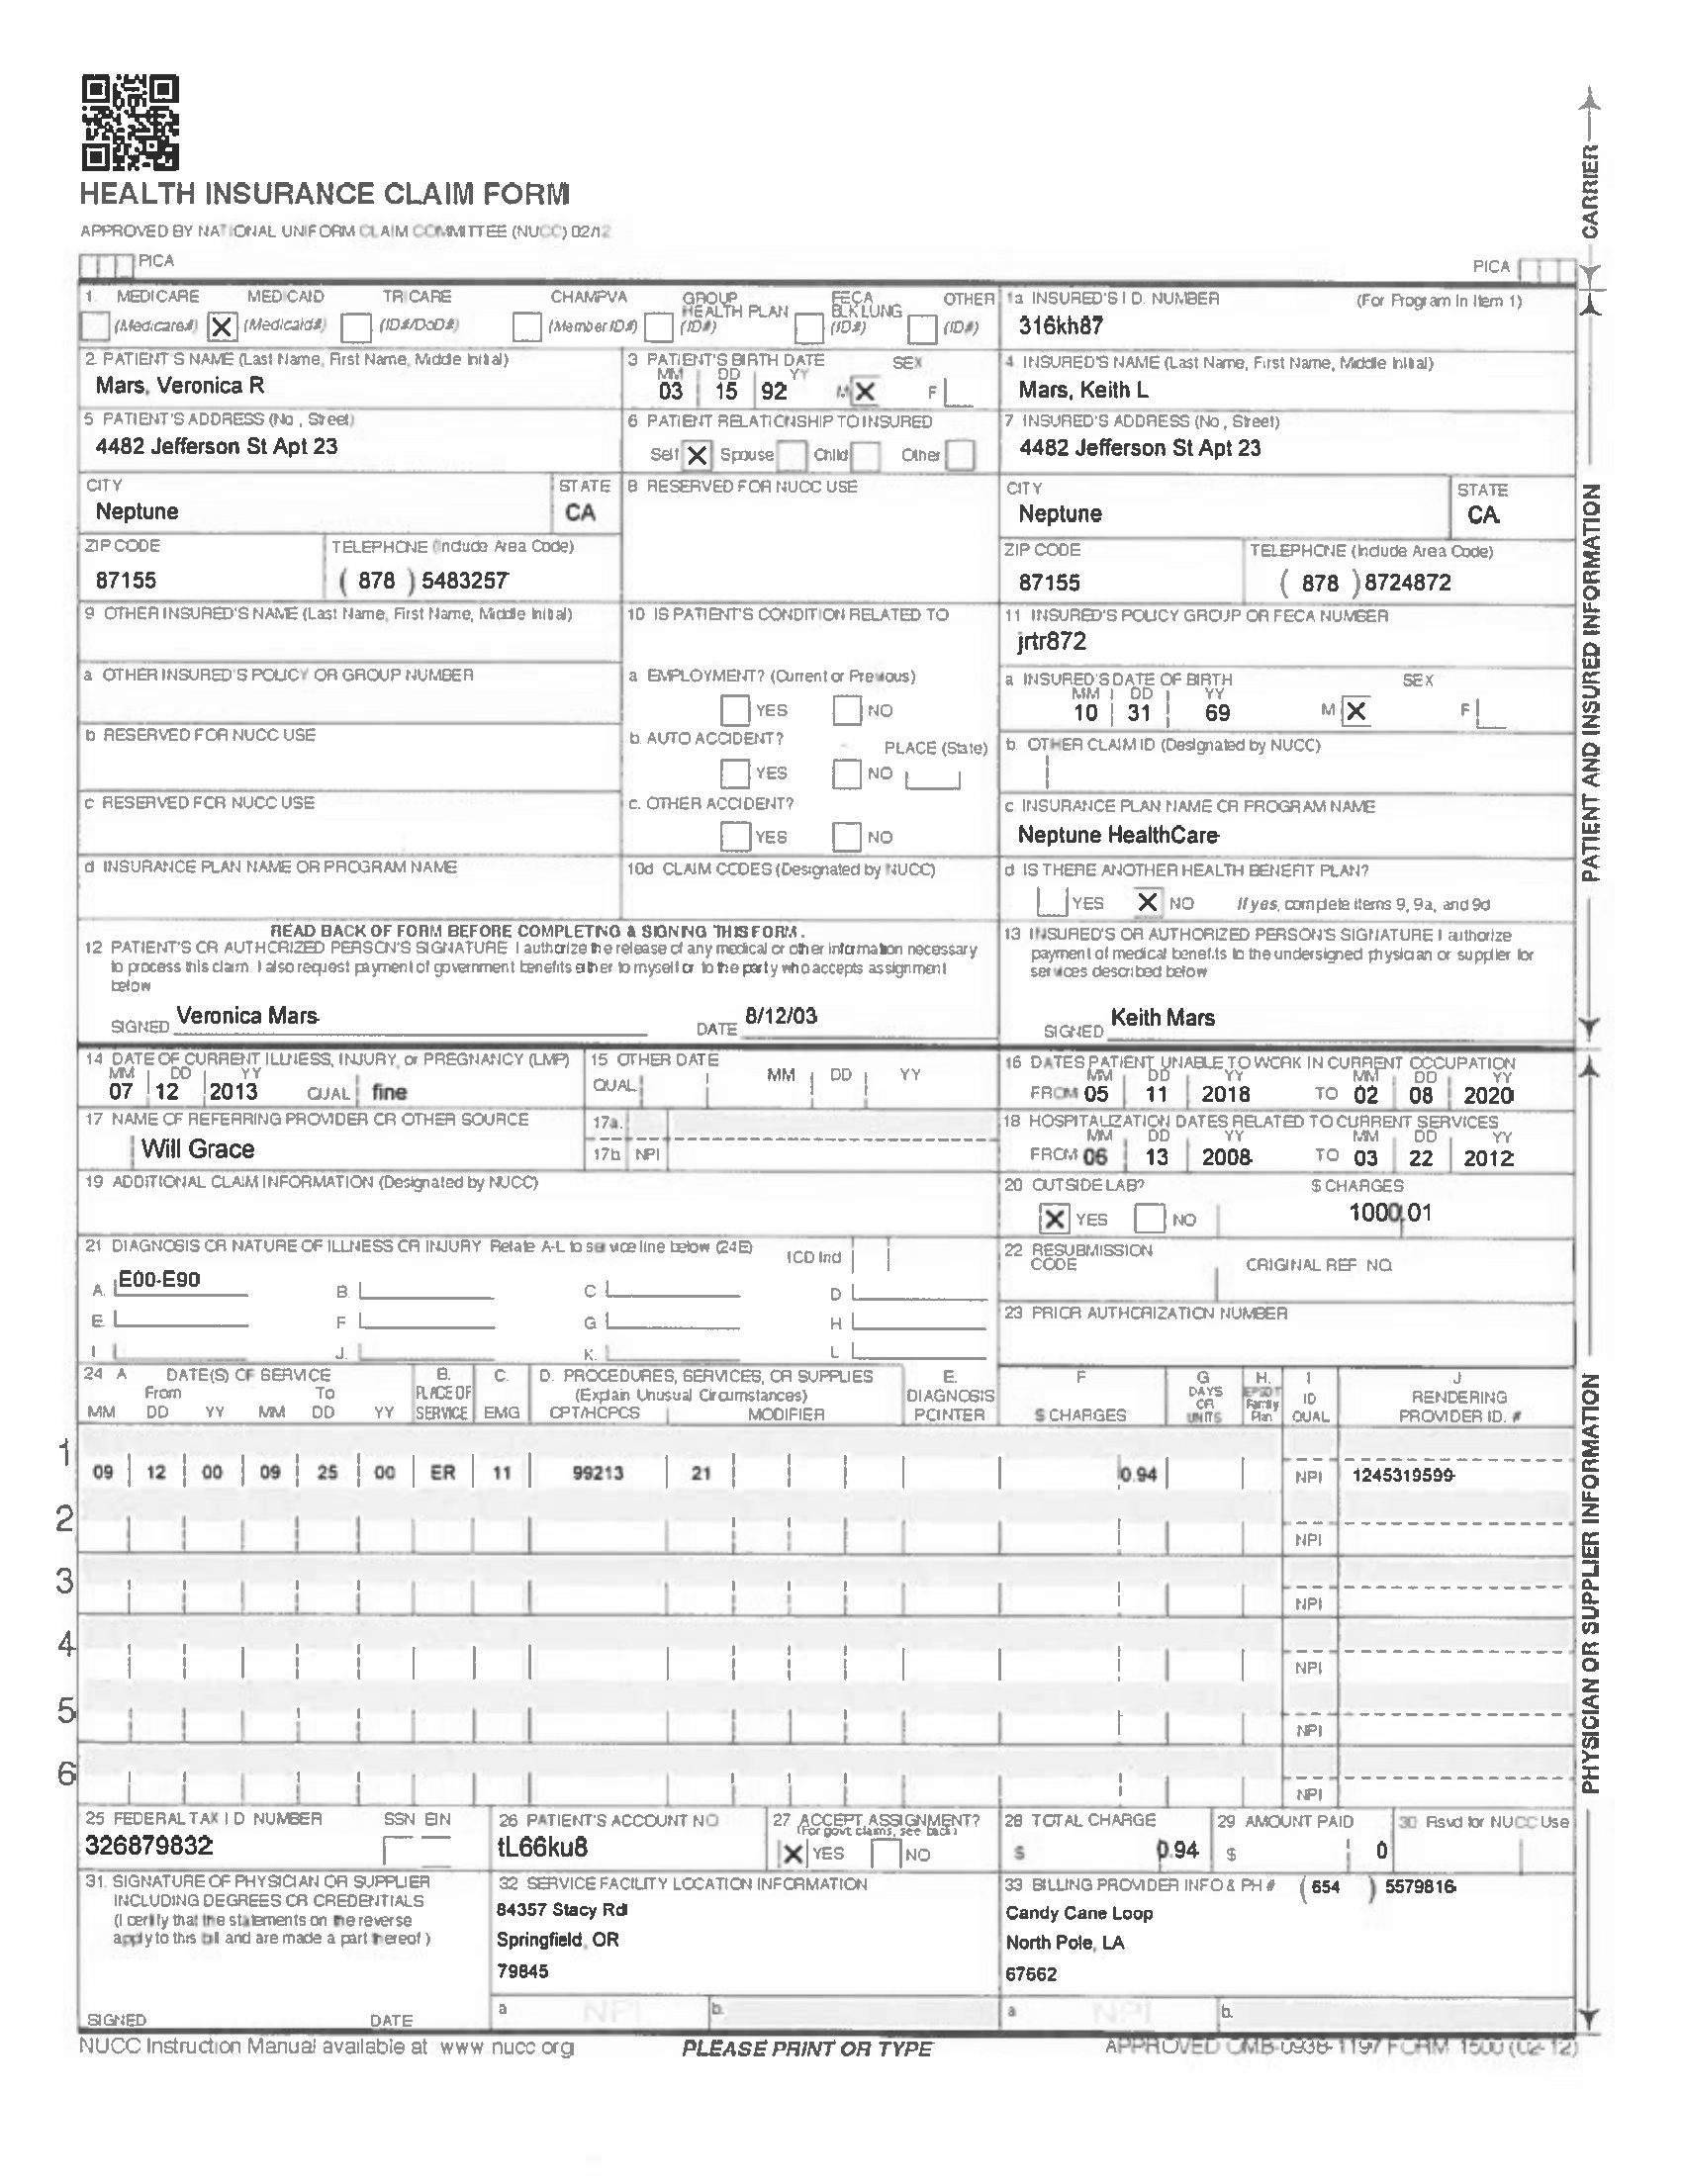 HEALTH INSURANCE CLAIM FORM
APPROVED BY NATIONAL UNIFORM CLAIM COMMITTEE (NUCC) 02/12
PICA
PICA
CARRIER
1. MEDICARE MEDICAID TRICARE CHAMPVA GROUP HEALTH PLAN FECA BLK LUNG OTHER
(Medicare#) X (Medicaid#) (ID#/DoD#) (Member ID#) (ID#) (ID#) (ID#)
1a INSURED'S I D. NUMBER (For Program in Item 1)
316kh87
2. PATIENT'S NAME (Last Name, First Name, Middle Initial)
Mars, Veronica R
3 PATIENT'S BIRTH DATE SEX
MM DD YY
03 15 92 M X F
4. INSURED'S NAME (Last Name, First Name, Middle Initial)
Mars, Keith L
5 PATIENT'S ADDRESS (No , Street)
4482 Jefferson St Apt 23
6 PATIENT RELATIONSHIP TO INSURED
Self X Spouse Child Other
7 INSURED'S ADDRESS (No , Street)
4482 Jefferson St Apt 23
CITY STATE
Neptune CA
8 RESERVED FOR NUCC USE
CITY STATE
Neptune CA
ZIP CODE TELEPHONE (Include Area Code)
87155 ( 878 ) 5483257
ZIP CODE TELEPHONE (Include Area Code)
87155 ( 878 ) 8724872
9 OTHER INSURED'S NAME (Last Name, First Name, Middle Initial)
10 IS PATIENT'S CONDITION RELATED TO
11 INSURED'S POLICY GROUP OR FECA NUMBER
jrtr872
a OTHER INSURED'S POLICY OR GROUP NUMBER
a EMPLOYMENT? (Current or Previous)
YES NO
a INSURED'S DATE OF BIRTH SEX
MM DD YY
10 31 69 M X F
b RESERVED FOR NUCC USE
b. AUTO ACCIDENT? PLACE (State)
YES NO
b. OTHER CLAIM ID (Designated by NUCC)
c RESERVED FOR NUCC USE
c. OTHER ACCIDENT?
YES NO
c INSURANCE PLAN NAME OR PROGRAM NAME
Neptune HealthCare
d INSURANCE PLAN NAME OR PROGRAM NAME
10d CLAIM CODES (Designated by NUCC)
d IS THERE ANOTHER HEALTH BENEFIT PLAN?
YES X NO If yes, complete items 9, 9a, and 9d
PATIENT AND INSURED INFORMATION
READ BACK OF FORM BEFORE COMPLETING & SIGNING THIS FORM.
12 PATIENT'S OR AUTHORIZED PERSON'S SIGNATURE I authorize the release of any medical or other information necessary
to process this claim I also request payment of government benefits either to myself or to the party who accepts assignment
below
SIGNED Veronica Mars DATE 8/12/03
13 INSURED'S OR AUTHORIZED PERSON'S SIGNATURE I authorize
payment of medical benefits to the undersigned physician or supplier for
services described below
SIGNED Keith Mars
14 DATE OF CURRENT ILLNESS, INJURY, or PREGNANCY (LMP)
MM DD YY
07 12 2013 QUAL fine
15 OTHER DATE
QUAL MM DD YY
16 DATES PATIENT UNABLE TO WORK IN CURRENT OCCUPATION
MM DD YY MM DD YY
FROM 05 11 2018 TO 02 08 2020
17 NAME OF REFERRING PROVIDER OR OTHER SOURCE
Will Grace
17a.
17b NPI
18 HOSPITALIZATION DATES RELATED TO CURRENT SERVICES
MM DD YY MM DD YY
FROM 06 13 2008 TO 03 22 2012
19 ADDITIONAL CLAIM INFORMATION (Designated by NUCC)
20 OUTSIDE LAB? $ CHARGES
X YES NO 1000 01
21 DIAGNOSIS OR NATURE OF ILLNESS OR INJURY Relate A-L to service line below (24E) ICD Ind
A. E00-E90 B. C D
E. F G H
I J. K. L
22 RESUBMISSION CODE ORIGINAL REF NO.
23 PRIOR AUTHORIZATION NUMBER
24 A DATE(S) OF SERVICE B. C. D. PROCEDURES, SERVICES, OR SUPPLIES E. F G H. I J
From To PLACE OF (Explain Unusual Circumstances) DIAGNOSIS DAYS OR EPSDT Family ID RENDERING
MM DD YY MM DD YY SERVICE EMG CPT/HCPCS MODIFIER POINTER $ CHARGES UNITS Plan QUAL PROVIDER ID. #
1
09 12 00 09 25 00 ER 11 99213 21 0.94 NPI 1245319599
2
NPI
3
NPI
4
NPI
5
NPI
6
NPI
PHYSICIAN OR SUPPLIER INFORMATION
25 FEDERAL TAX I D NUMBER SSN EIN
326879832
26 PATIENT'S ACCOUNT NO
tL66ku8
27 ACCEPT ASSIGNMENT?
(For govt claims, see back)
X YES NO
28 TOTAL CHARGE
$ 0.94
29 AMOUNT PAID
$ 0
30 Rsvd for NUCC Use
31. SIGNATURE OF PHYSICIAN OR SUPPLIER
INCLUDING DEGREES OR CREDENTIALS
(I certify that the statements on the reverse
apply to this bill and are made a part thereof )
SIGNED DATE
32 SERVICE FACILITY LOCATION INFORMATION
84357 Stacy Rd
Springfield, OR
79845
a NPI b.
33 BILLING PROVIDER INFO & PH # ( 654 ) 5579816
Candy Cane Loop
North Pole, LA
67662
a NPI b.
NUCC Instruction Manual available at www nucc org
PLEASE PRINT OR TYPE
APPROVED OMB-0938-1197 FORM 1500 (02-12)